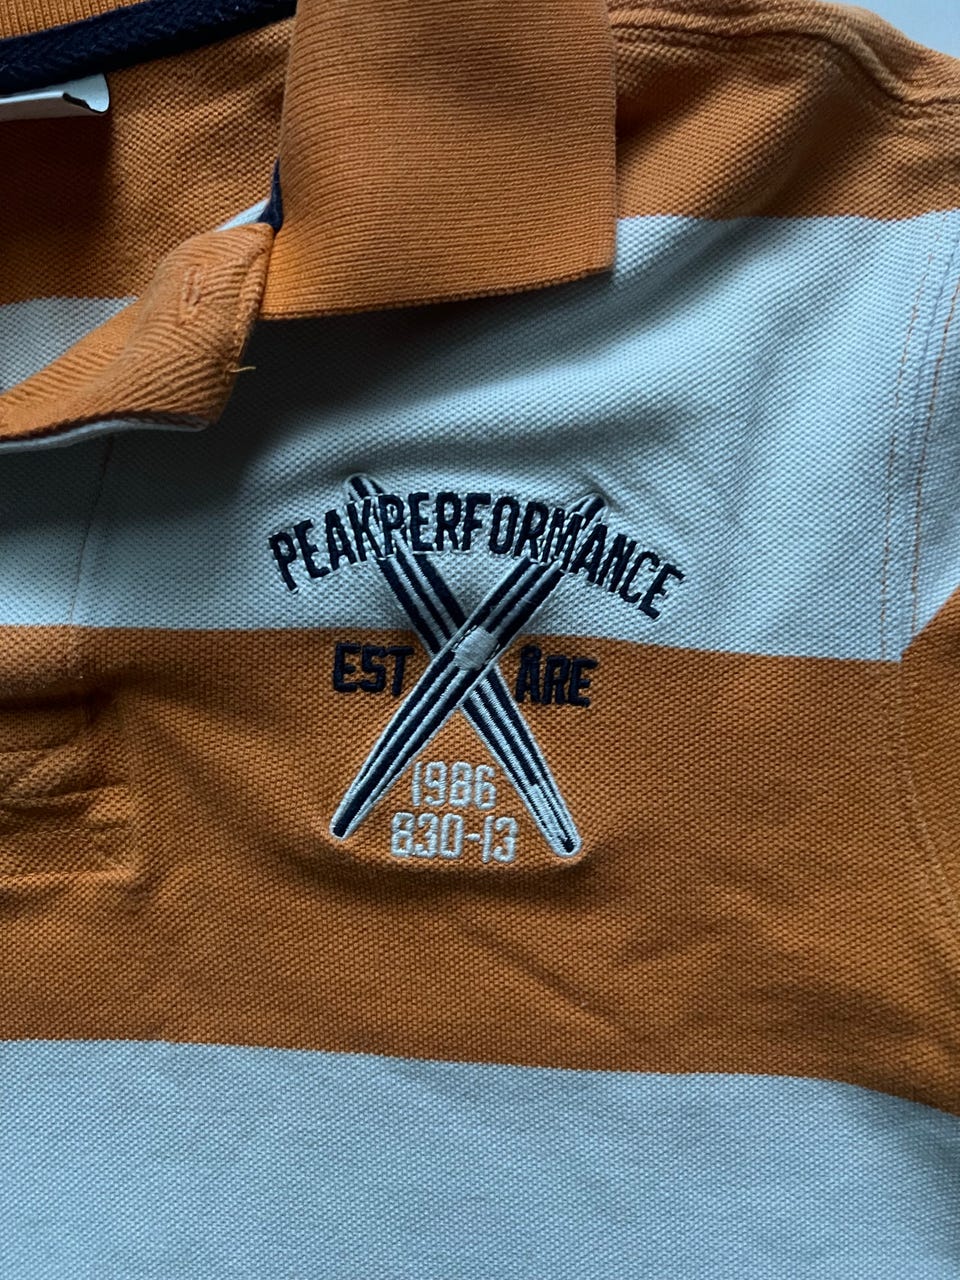 PEAKPERFORMANCE
EST ÅRE
1986
830-13